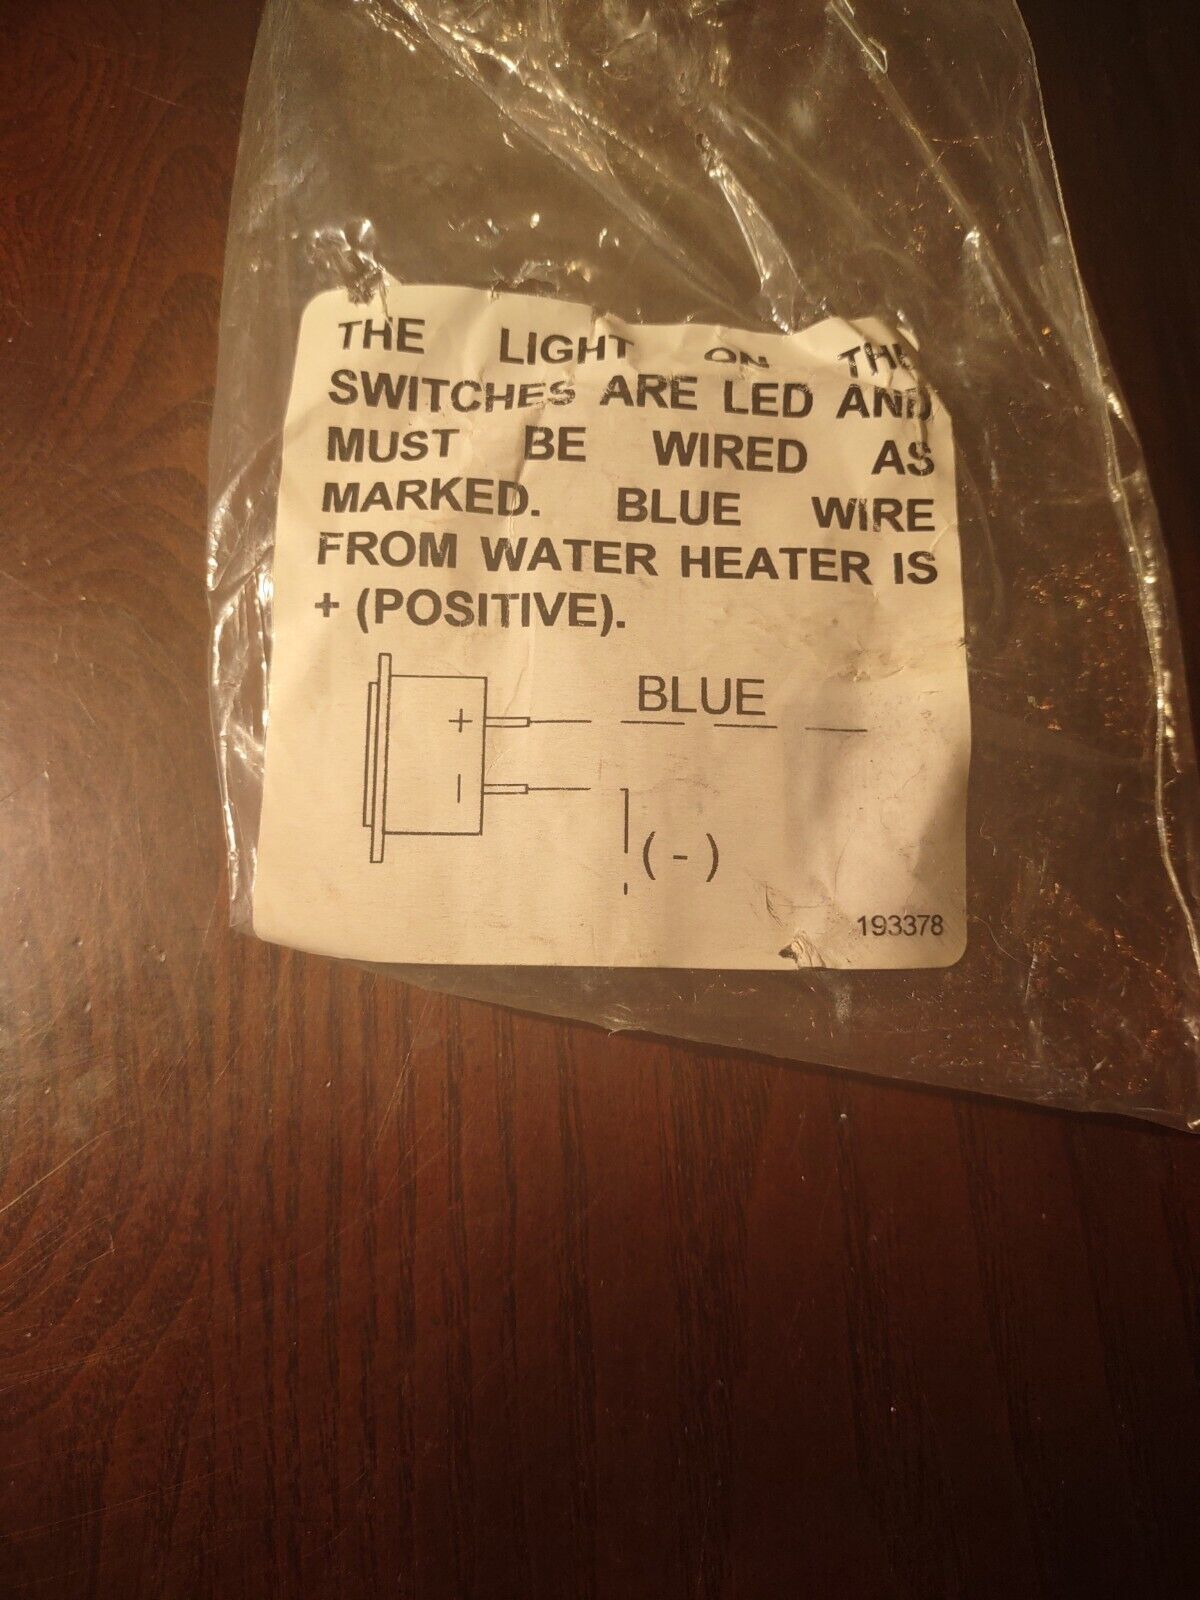 THE LIGHT ON THE
SWITCHES ARE LED AND
MUST BE WIRED AS
MARKED. BLUE WIRE
FROM WATER HEATER IS
+ (POSITIVE).
BLUE
+
-
(-)
193378